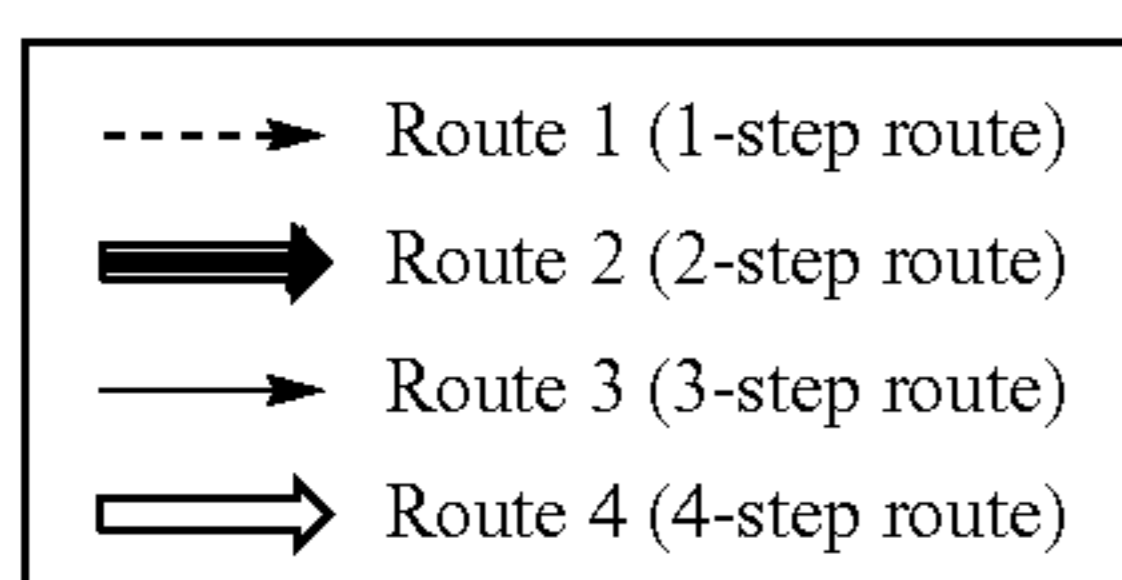 Route 1 (1-step route)
Route 2 (2-step route)
Route 3 (3-step route)
Route 4 (4-step route)